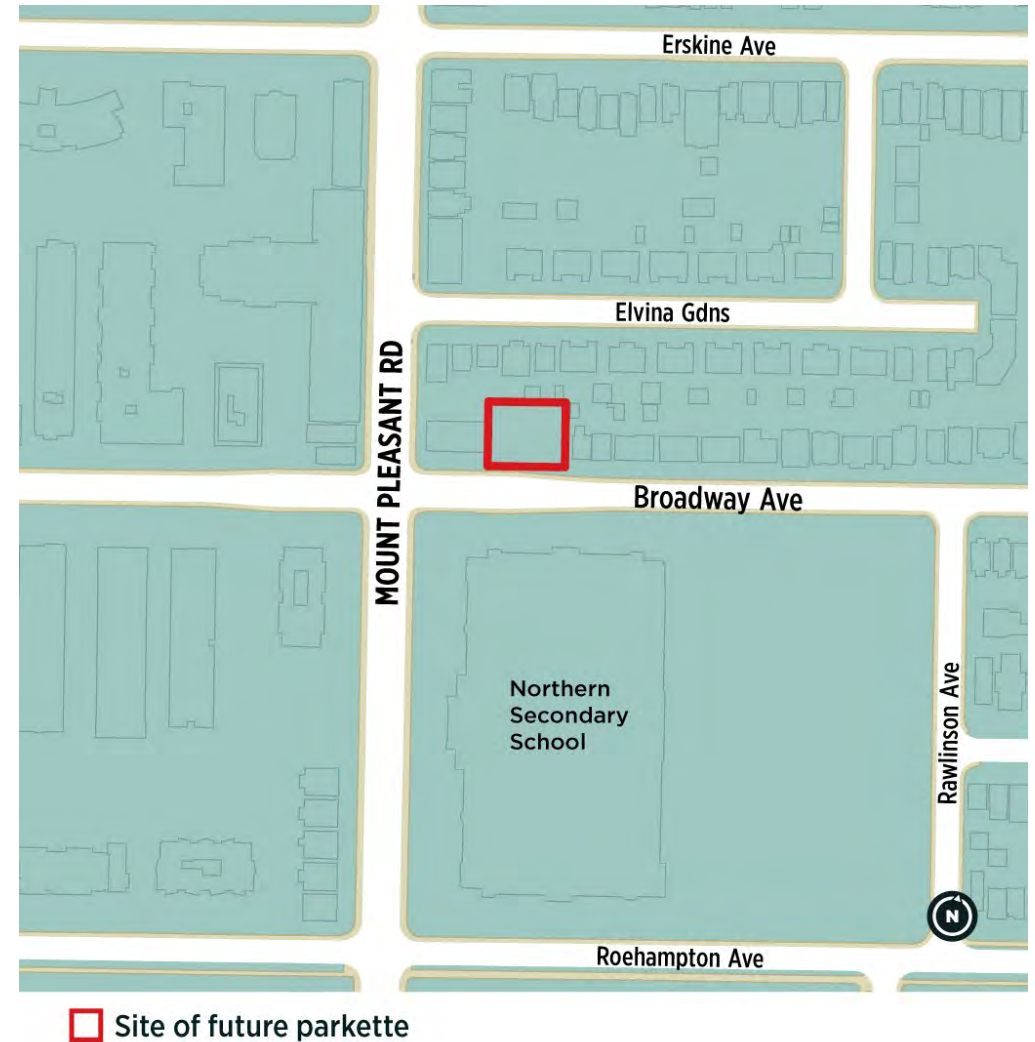 Erskine Ave
Elvina Gdns
MOUNT PLEASANT RD
Broadway Ave
Northern
Secondary
School
Rawlinson Ave
N
Roehampton Ave
Site of future parkette